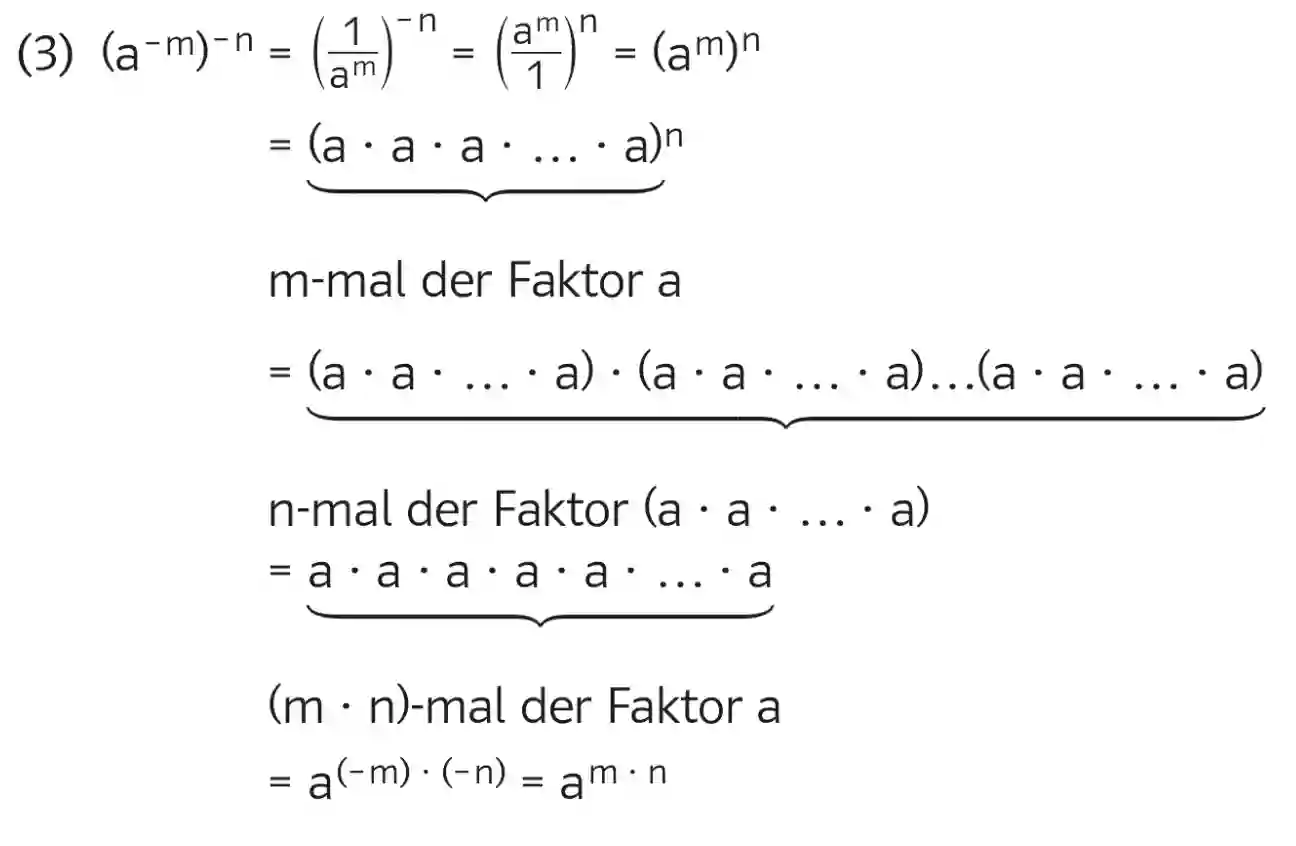 (3) (a⁻ᵐ)⁻ⁿ = (1/aᵐ)⁻ⁿ = (aᵐ/1)ⁿ = (aᵐ)ⁿ
= (a · a · a · … · a)ⁿ
m-mal der Faktor a
= (a · a · … · a) · (a · a · … · a)…(a · a · … · a)
n-mal der Faktor (a · a · … · a)
= a · a · a · a · a · … · a
(m · n)-mal der Faktor a
= a⁽⁻ᵐ⁾ · ⁽⁻ⁿ⁾ = aᵐ · ⁿ